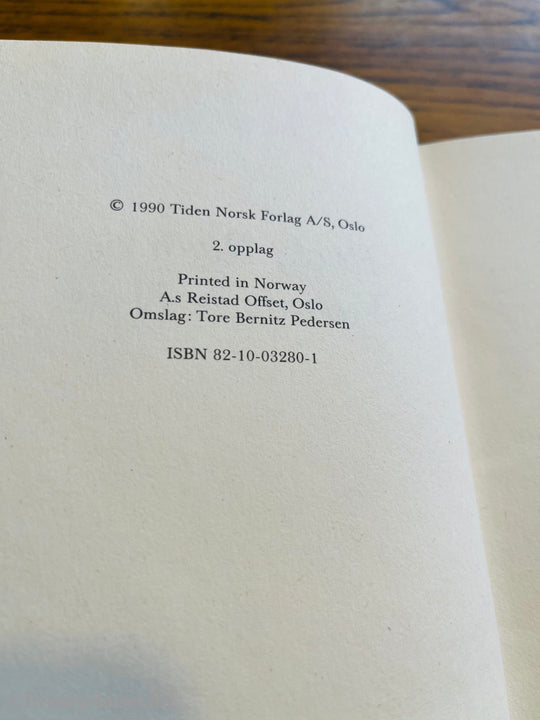 © 1990 Tiden Norsk Forlag A/S, Oslo
2. opplag
Printed in Norway
A.s Reistad Offset, Oslo
Omslag: Tore Bernitz Pedersen
ISBN 82-10-03280-1